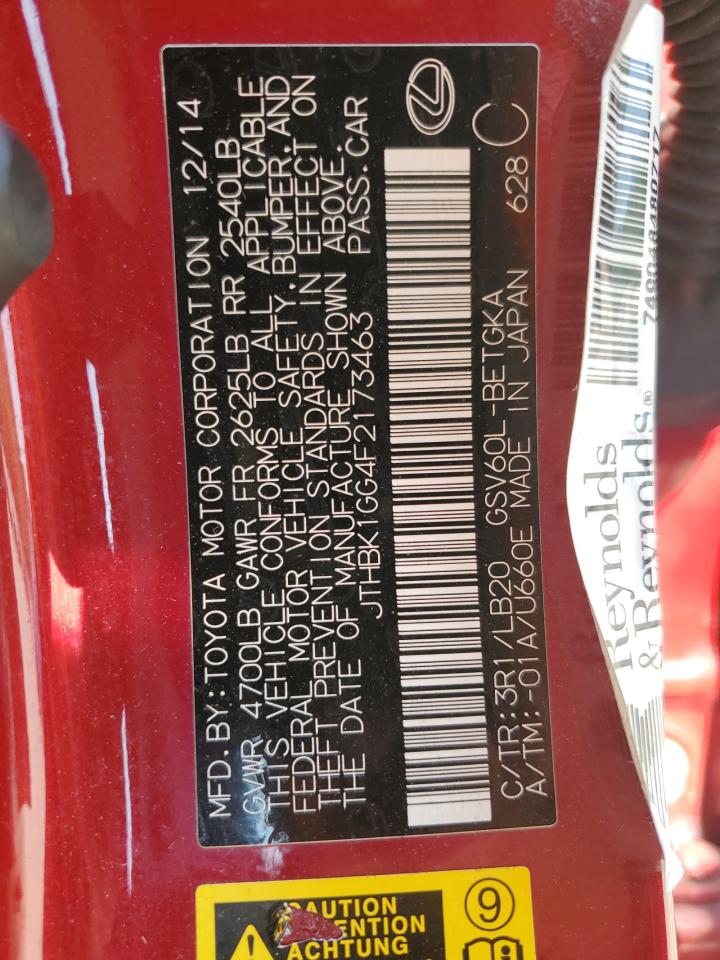 MFD. BY: TOYOTA MOTOR CORPORATION 12/14
GVWR 4700LB GAWR FR 2625LB RR 2540LB
THIS VEHICLE CONFORMS TO ALL APPLICABLE
FEDERAL MOTOR VEHICLE SAFETY, BUMPER, AND
THEFT PREVENTION STANDARDS IN EFFECT ON
THE DATE OF MANUFACTURE SHOWN ABOVE.
JTHBK1GG4F2173463 PASS.CAR
C/TR: 3R1/LB20 GSV60L-BETGKA
A/TM: -01A/U660E MADE IN JAPAN 628 C
Reynolds
& Reynolds®
CAUTION
ACHTUNG
9